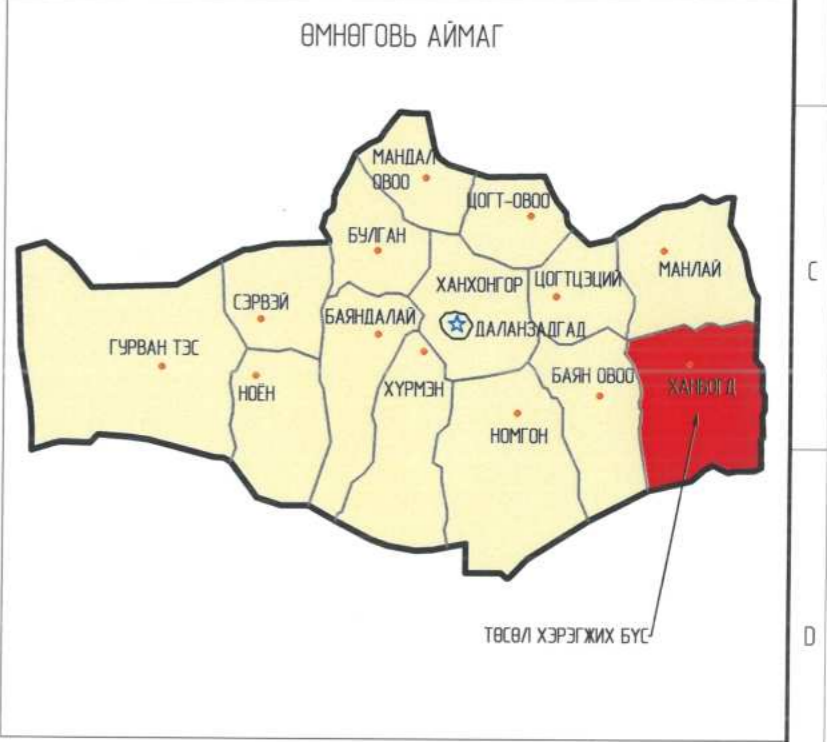 ӨМНӨГОВЬ АЙМАГ
МАНДАЛ
ОВОО
ЦОГТ-ОВОО
БУЛГАН
МАНЛАЙ
C
ХАНХОНГОР
ЦОГТЦЭЦИЙ
СЭРВЭЙ
БАЯНДАЛАЙ
ДАЛАНЗАДГАД
ГУРВАН ТЭС
БАЯН ОВОО
НОЁН
ХҮРМЭН
ХАНБОГД
НОМГОН
ТӨСӨЛ ХЭРЭГЖИХ БҮС
D